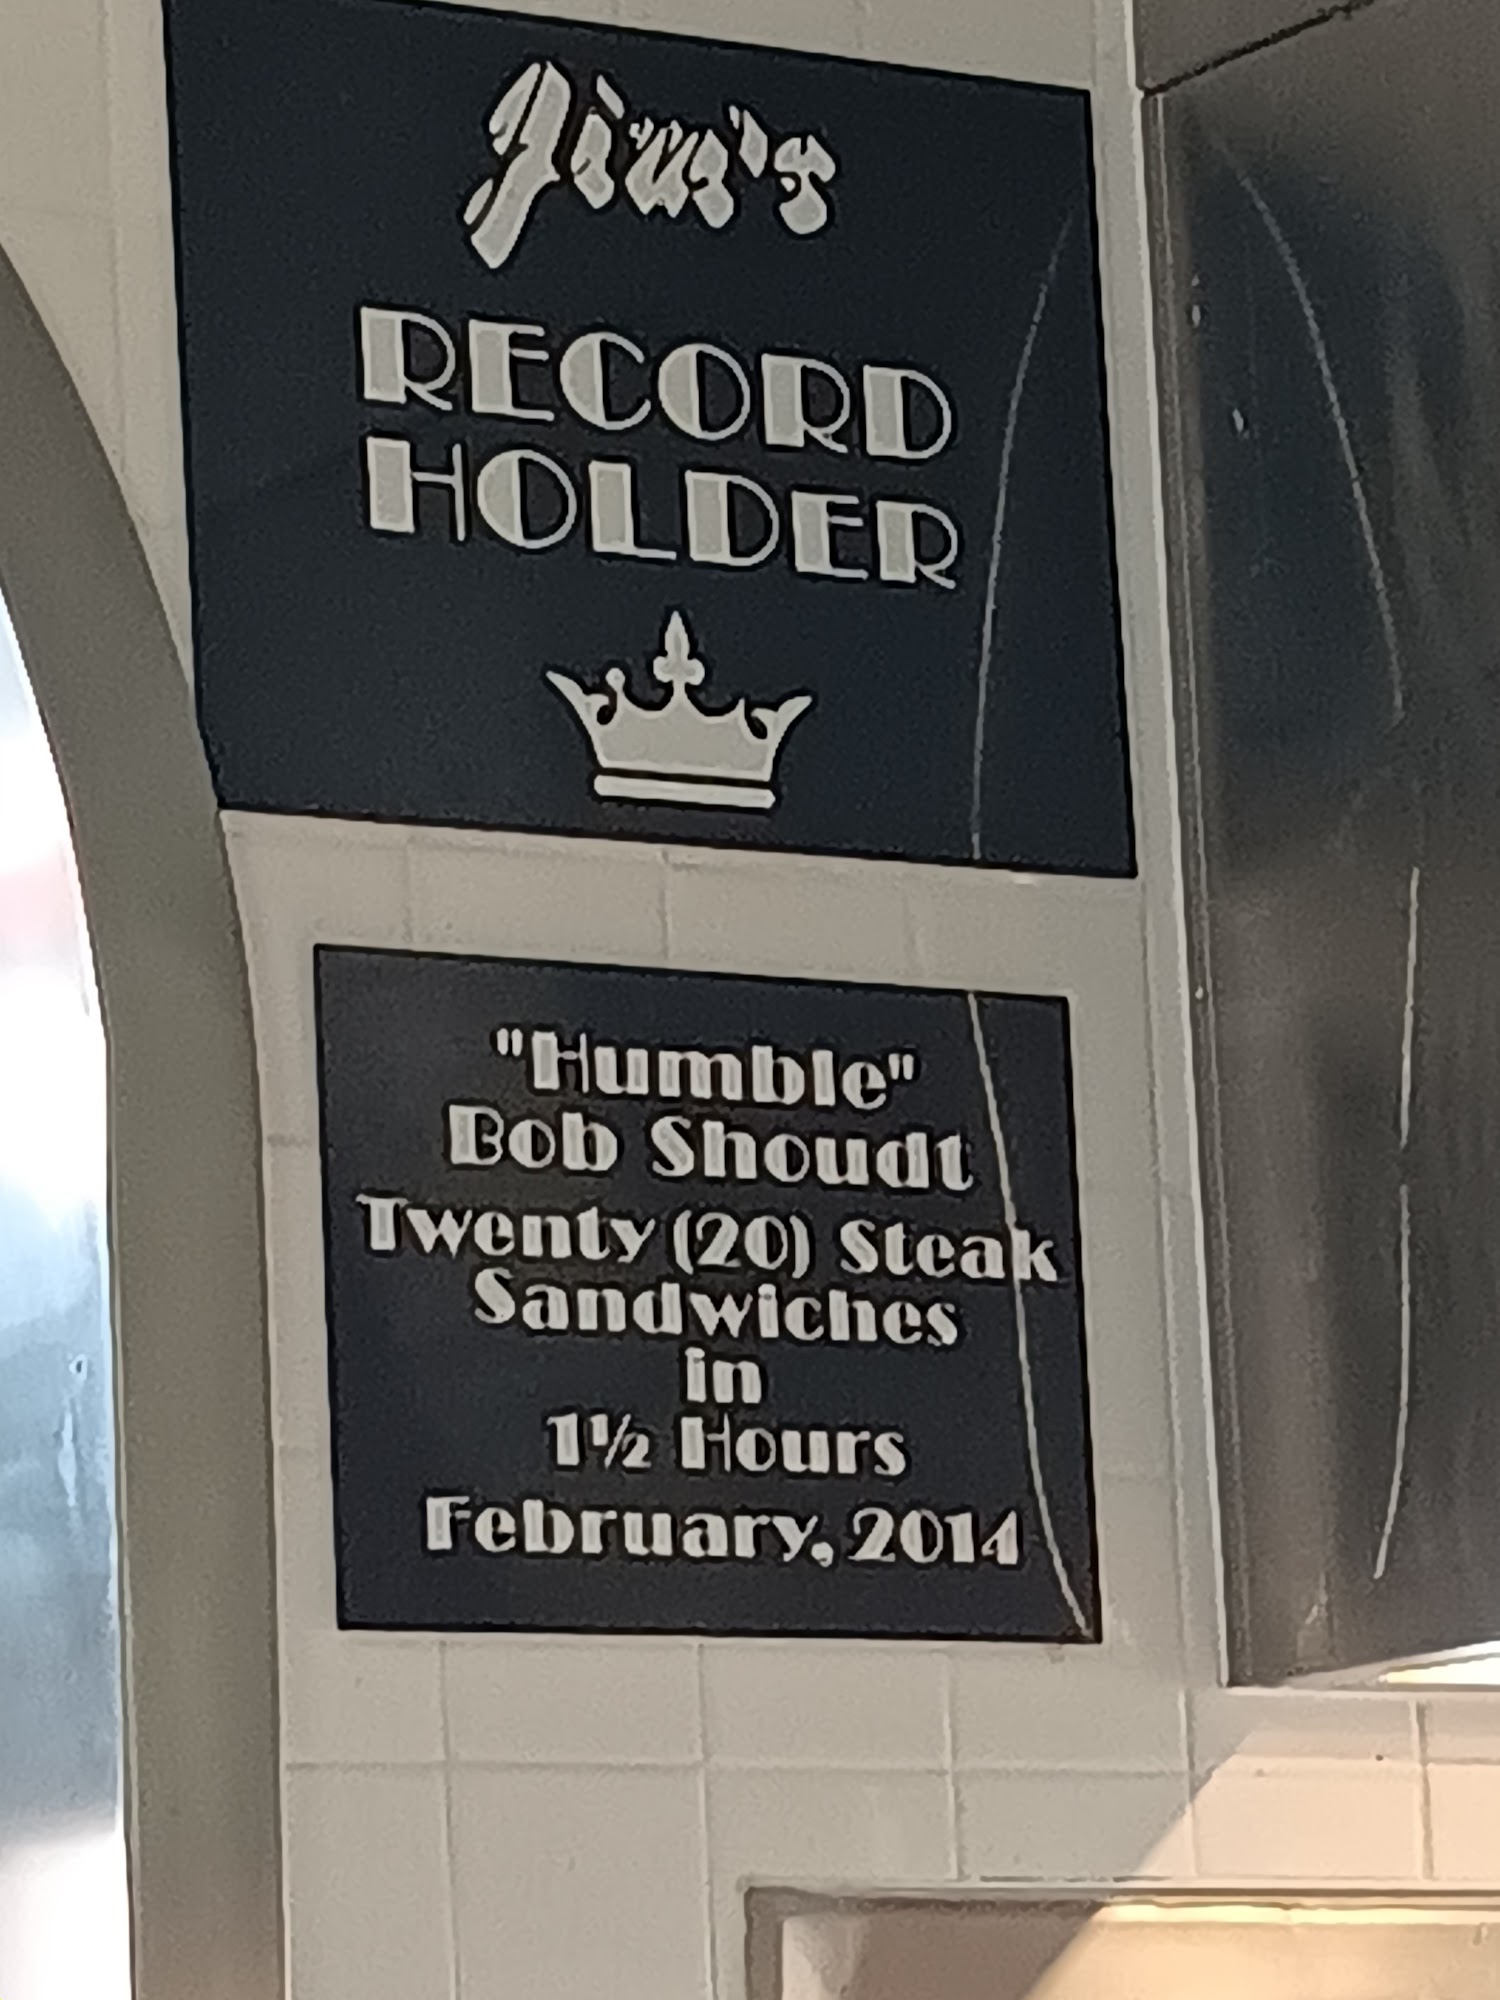 Jim's
RECORD
HOLDER
"Humble"
Bob Shoudt
Twenty (20) Steak
Sandwiches
in
1½ Hours
February, 2014